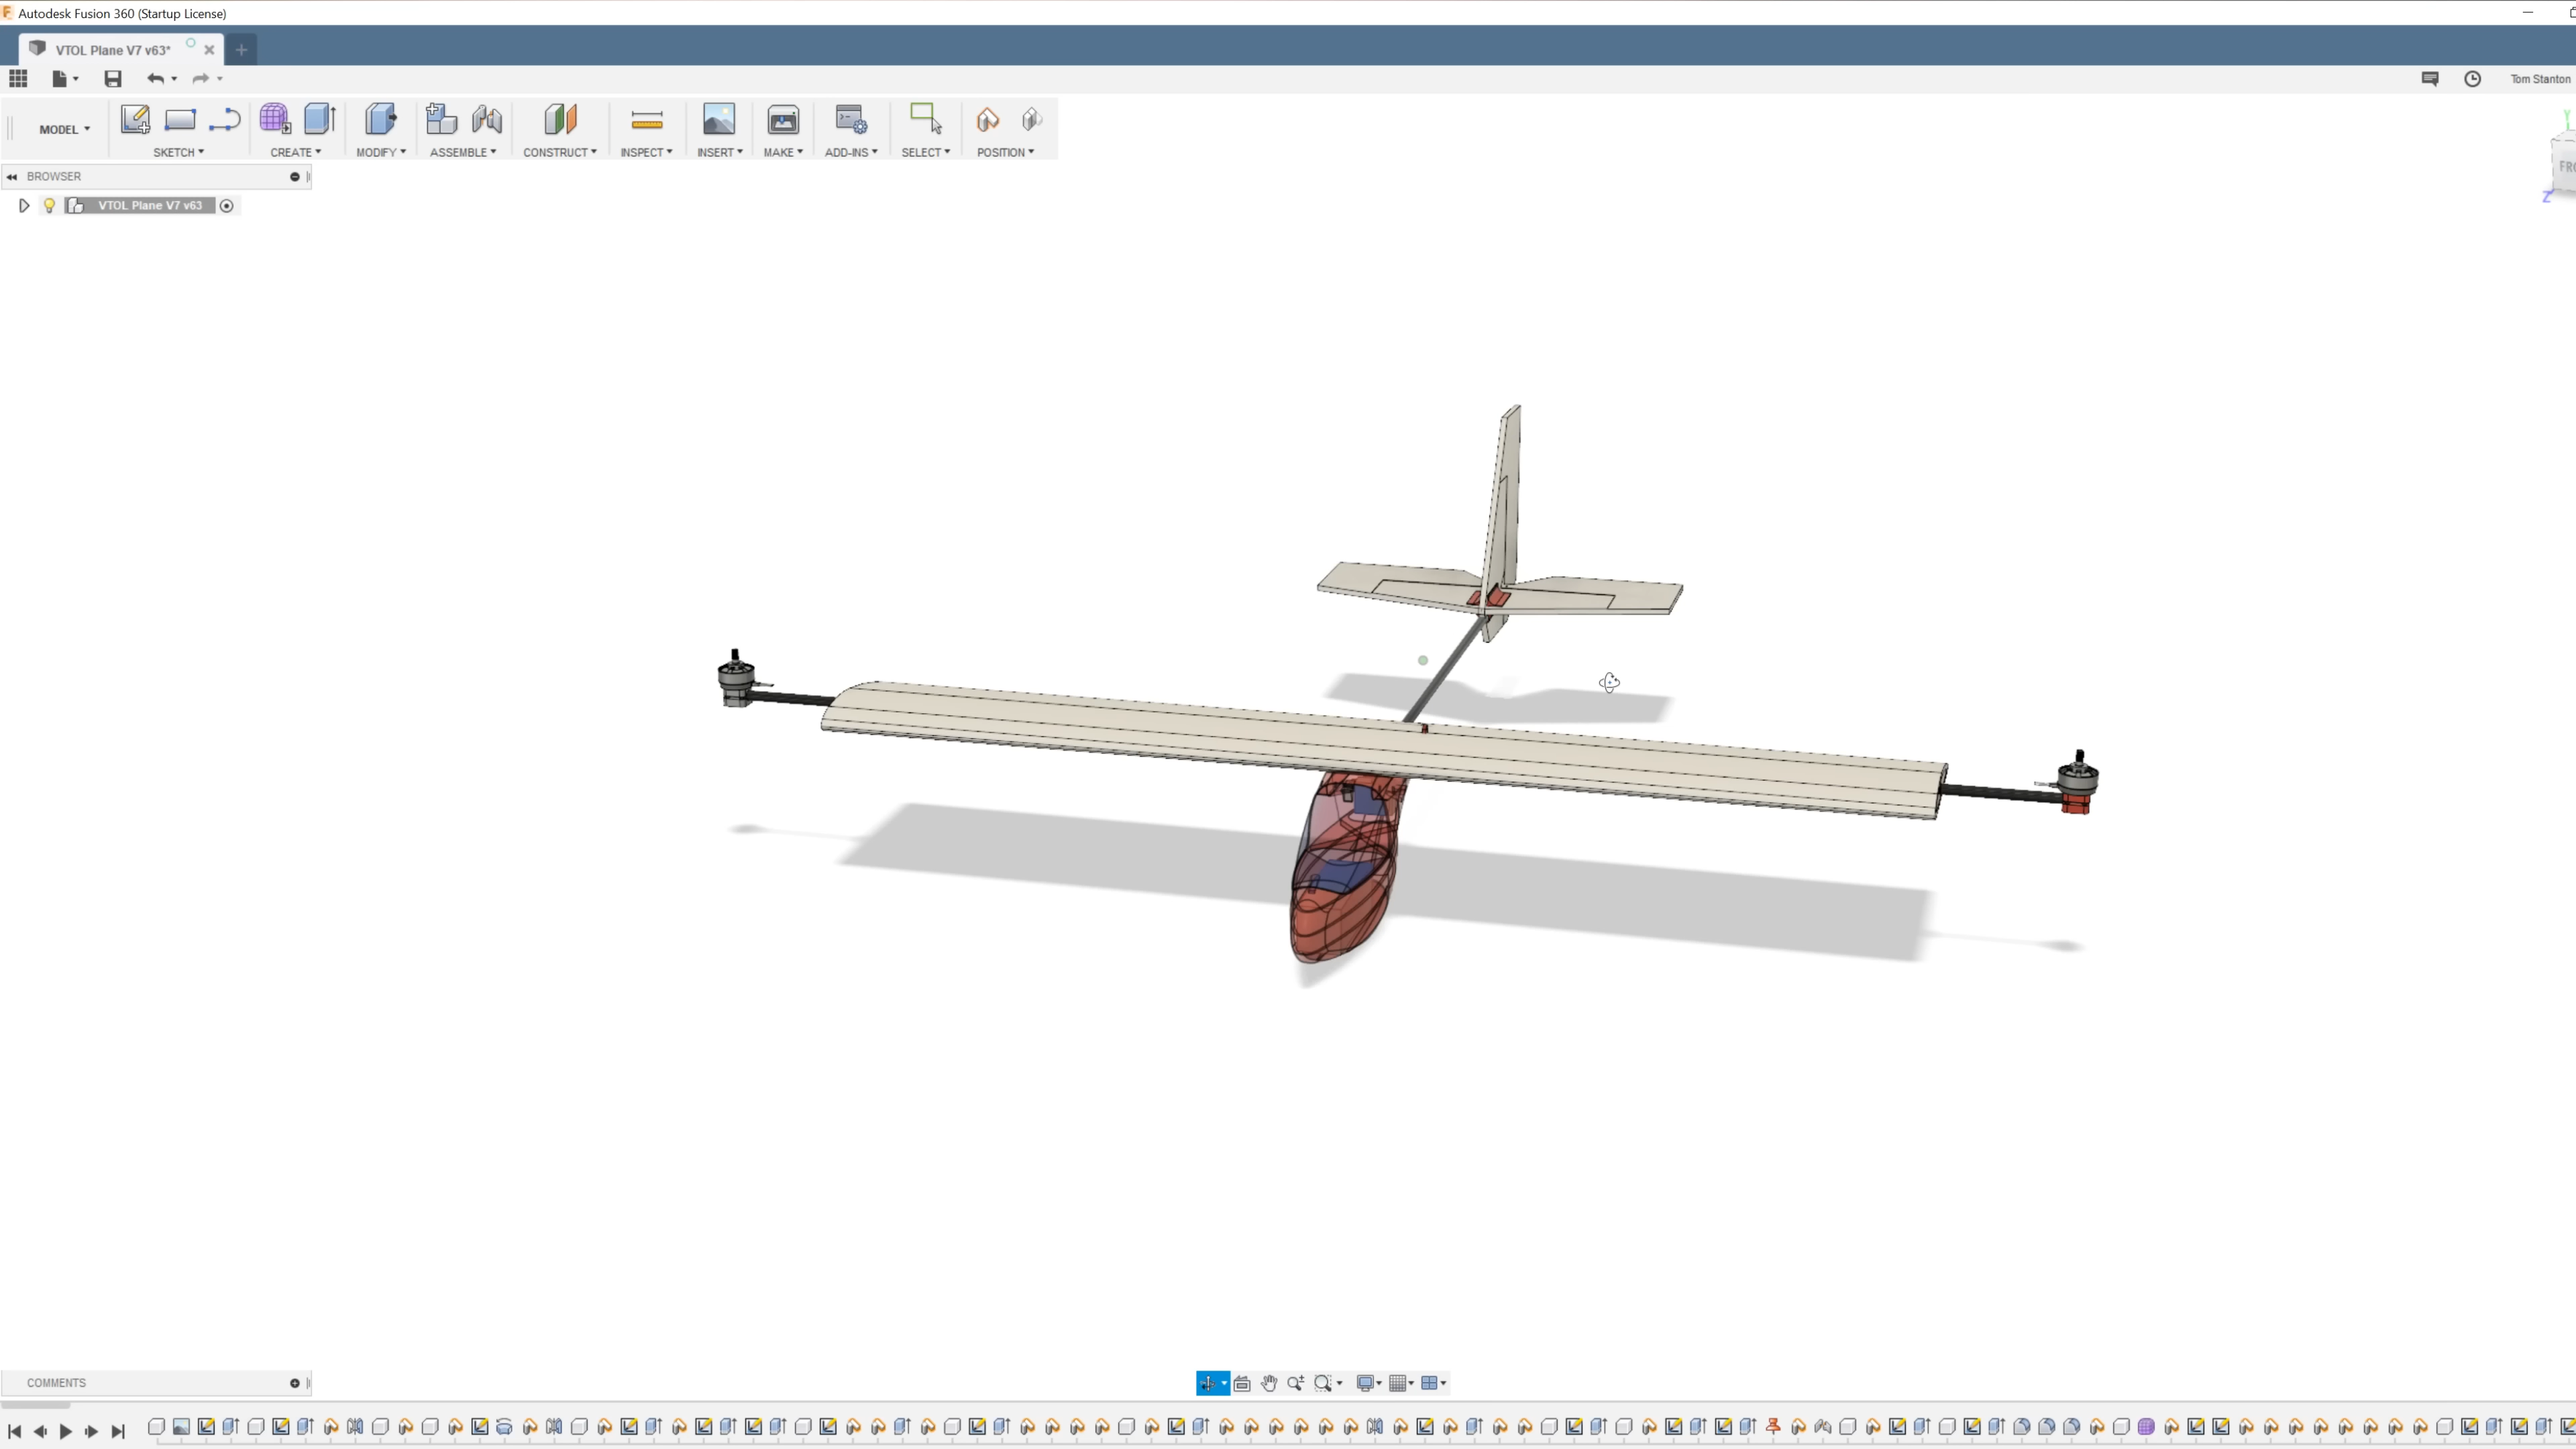 Autodesk Fusion 360 (Startup License)
VTOL Plane V7 v63*
Tom Stanton
MODEL
SKETCH CREATE MODIFY ASSEMBLE CONSTRUCT INSPECT INSERT MAKE ADD-INS SELECT POSITION
Y
FRO
Z
BROWSER
VTOL Plane V7 v63
COMMENTS